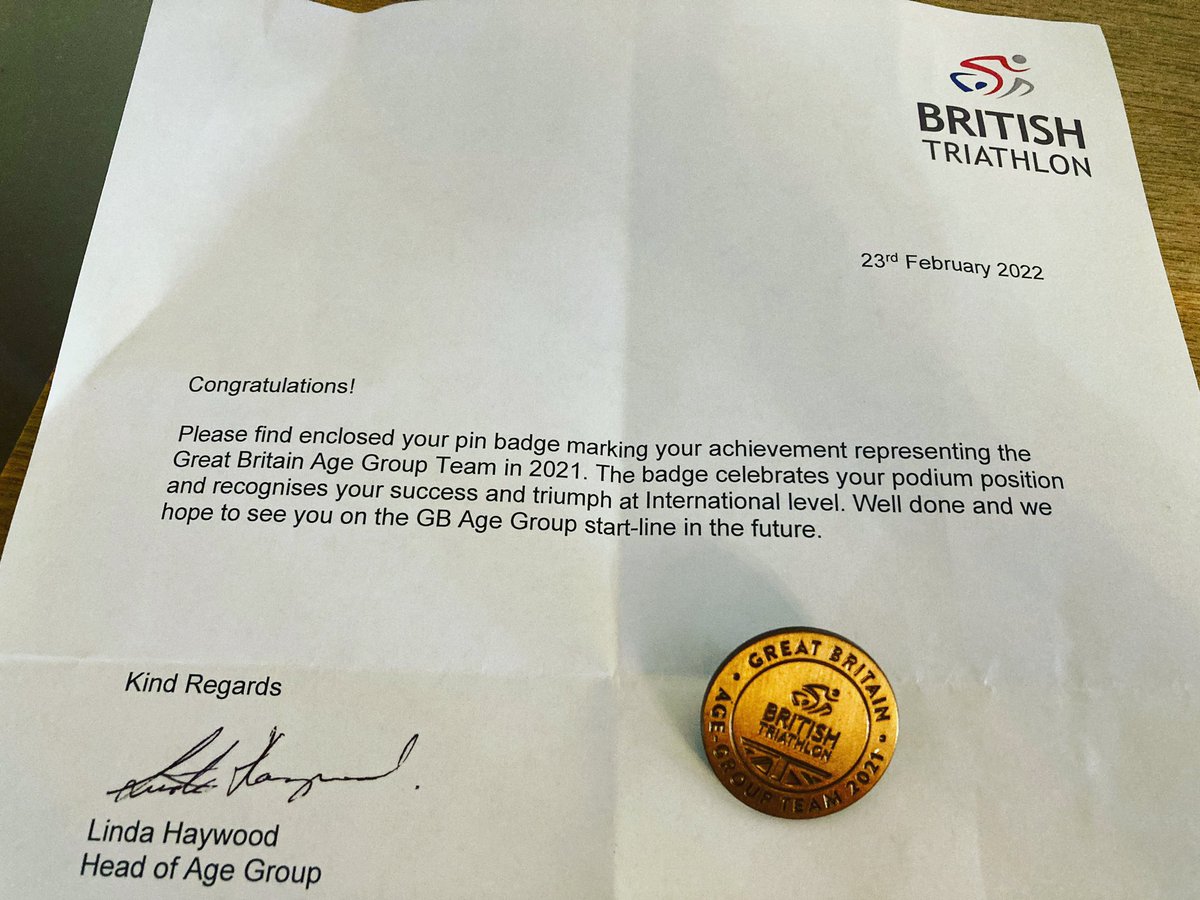 BRITISH
TRIATHLON
23rd February 2022
Congratulations!
Please find enclosed your pin badge marking your achievement representing the
Great Britain Age Group Team in 2021. The badge celebrates your podium position
and recognises your success and triumph at International level. Well done and we
hope to see you on the GB Age Group start-line in the future.
Kind Regards
Linda Haywood
Linda Haywood
Head of Age Group
• GREAT BRITAIN •
AGE-GROUP TEAM 2021
BRITISH
TRIATHLON